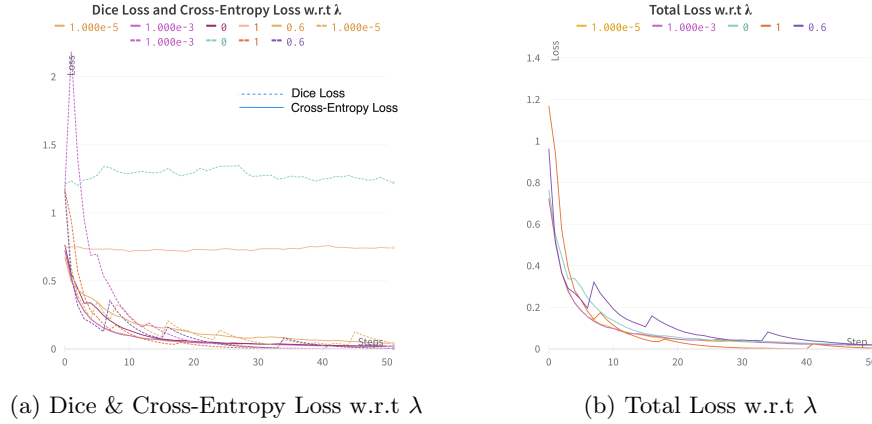 Dice Loss and Cross-Entropy Loss w.r.t λ
1.000e-5 1.000e-3 0 1 0.6 1.000e-5
1.000e-3 0 1 0.6
Loss
2
1.5
1
0.5
0
Dice Loss
Cross-Entropy Loss
Steps
0 10 20 30 40 50
(a) Dice & Cross-Entropy Loss w.r.t λ
Total Loss w.r.t λ
1.000e-5 1.000e-3 0 1 0.6
Loss
1.4
1.2
1
0.8
0.6
0.4
0.2
0
Step
0 10 20 30 40 50
(b) Total Loss w.r.t λ